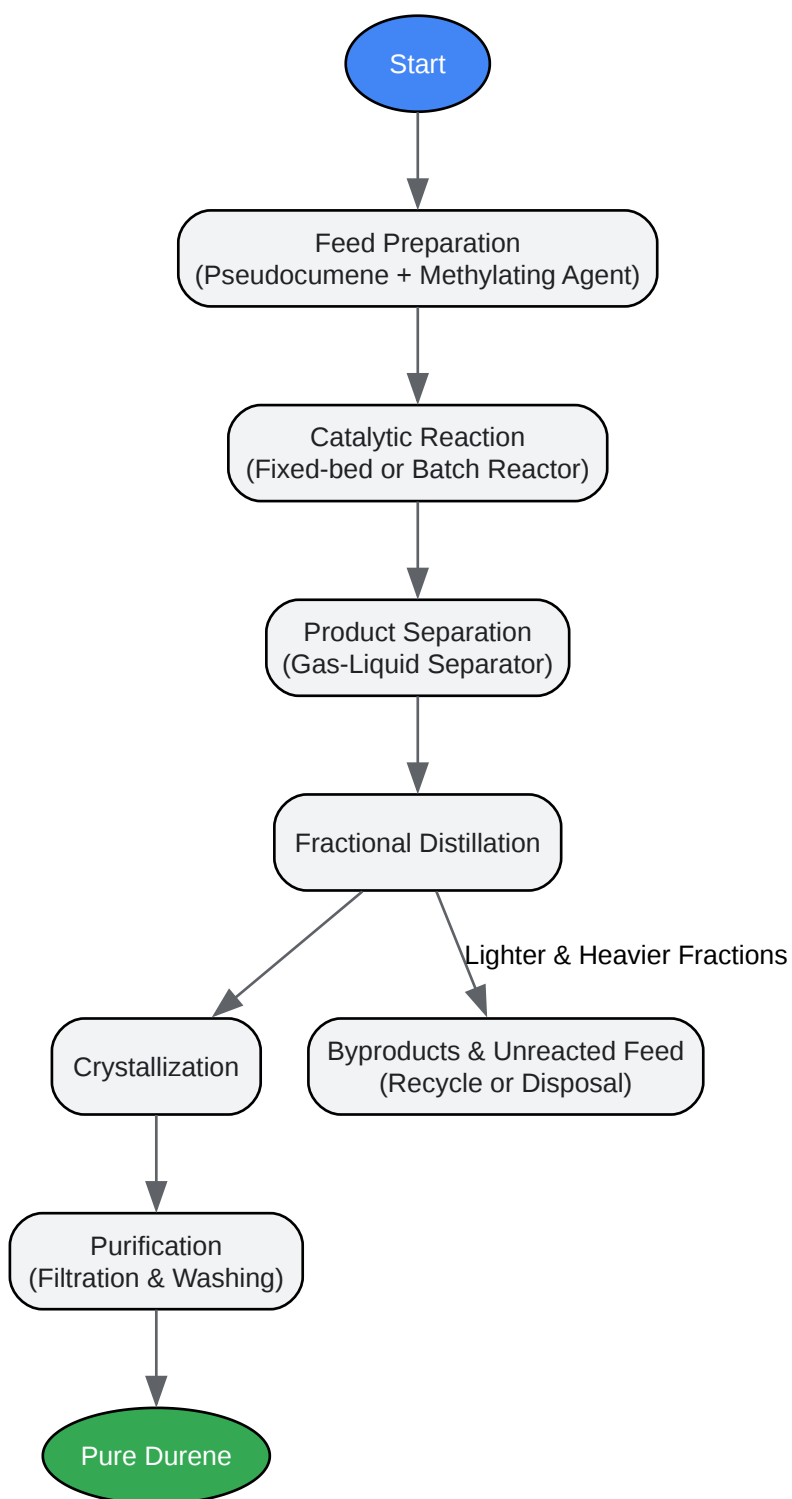 Start
Feed Preparation
(Pseudocumene + Methylating Agent)
Catalytic Reaction
(Fixed-bed or Batch Reactor)
Product Separation
(Gas-Liquid Separator)
Fractional Distillation
Lighter & Heavier Fractions
Crystallization
Byproducts & Unreacted Feed
(Recycle or Disposal)
Purification
(Filtration & Washing)
Pure Durene